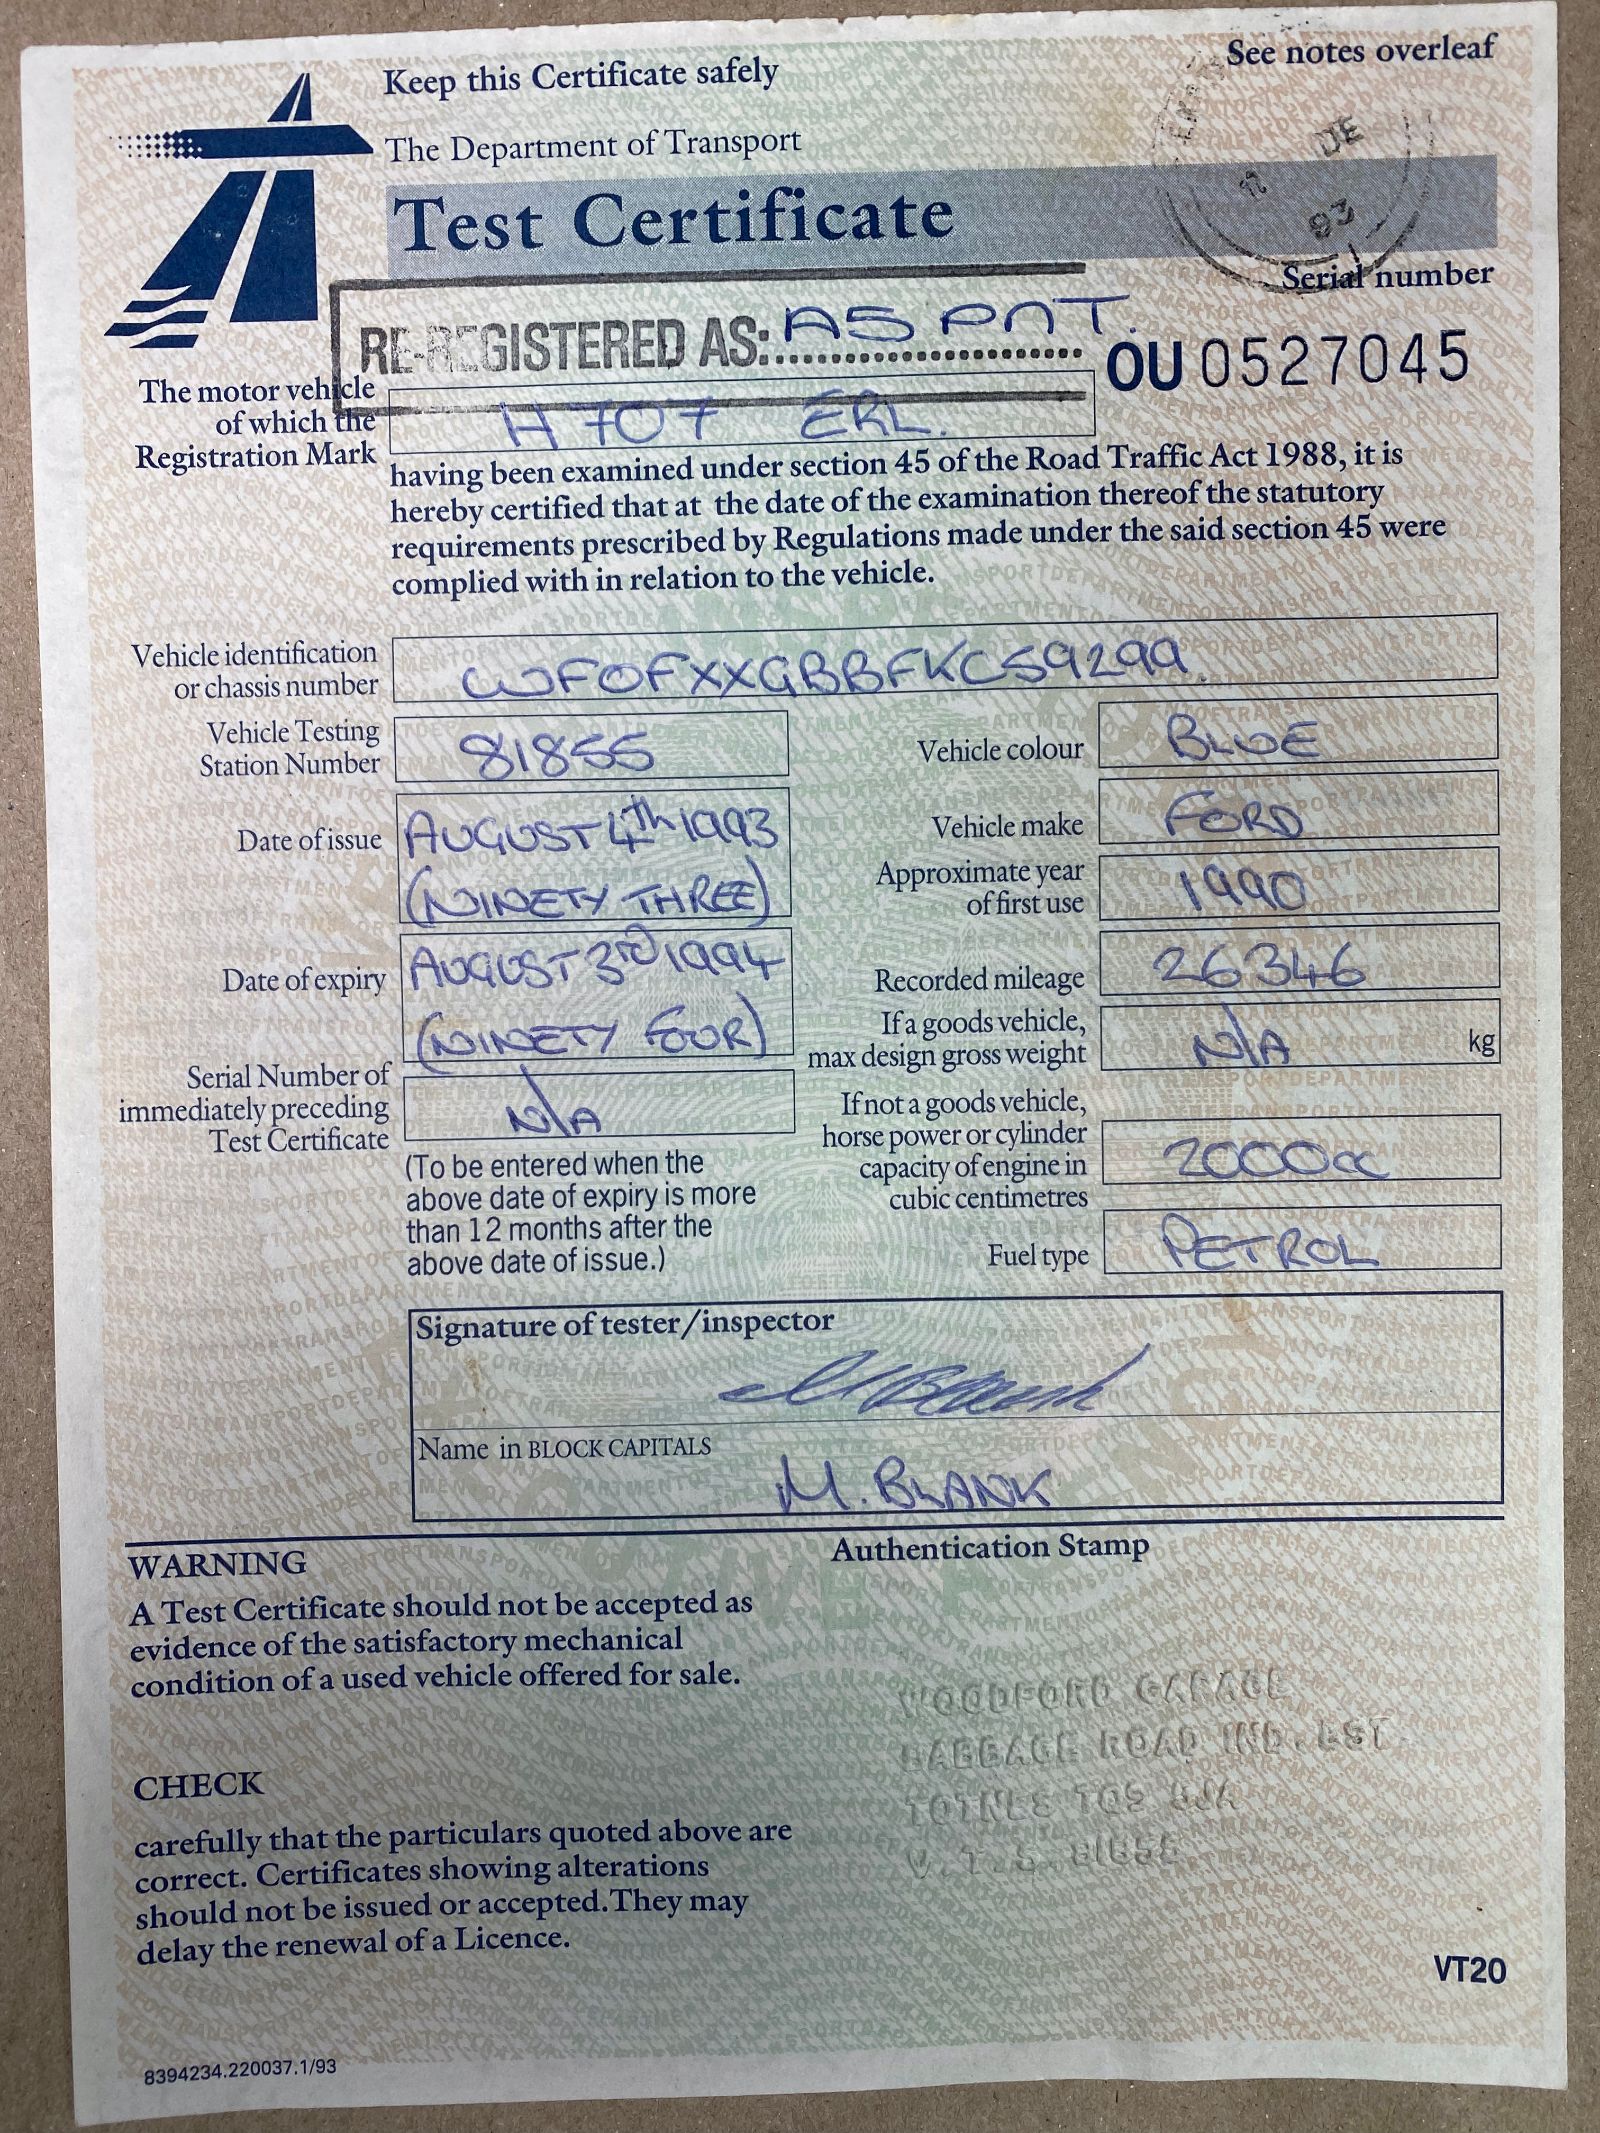 Keep this Certificate safely
See notes overleaf
The Department of Transport
Test Certificate
DE
93
Serial number
RE-REGISTERED AS: A5 PNT.
OU 0527045
The motor vehicle
of which the
Registration Mark
H 707 ERL.
having been examined under section 45 of the Road Traffic Act 1988, it is
hereby certified that at the date of the examination thereof the statutory
requirements prescribed by Regulations made under the said section 45 were
complied with in relation to the vehicle.
Vehicle identification
or chassis number
WF0FXXGBBFKC59299.
Vehicle Testing
Station Number
81855
Vehicle colour
BLUE
Date of issue
AUGUST 4th 1993
(NINETY THREE)
Vehicle make
FORD
Approximate year
of first use
1990
Date of expiry
AUGUST 3rd 1994
(NINETY FOUR)
Recorded mileage
26346
If a goods vehicle,
max design gross weight
N/A
kg
Serial Number of
immediately preceding
Test Certificate
N/A
(To be entered when the
above date of expiry is more
than 12 months after the
above date of issue.)
If not a goods vehicle,
horse power or cylinder
capacity of engine in
cubic centimetres
2000cc
Fuel type
PETROL
Signature of tester/inspector
M Blank
Name in BLOCK CAPITALS
M. BLANK
WARNING
A Test Certificate should not be accepted as
evidence of the satisfactory mechanical
condition of a used vehicle offered for sale.
Authentication Stamp
WOODFORD GARAGE
BABBAGE ROAD IND. EST
TOTNES TQ9 5JA
V.T.S. 81855
CHECK
carefully that the particulars quoted above are
correct. Certificates showing alterations
should not be issued or accepted. They may
delay the renewal of a Licence.
VT20
8394234.220037.1/93